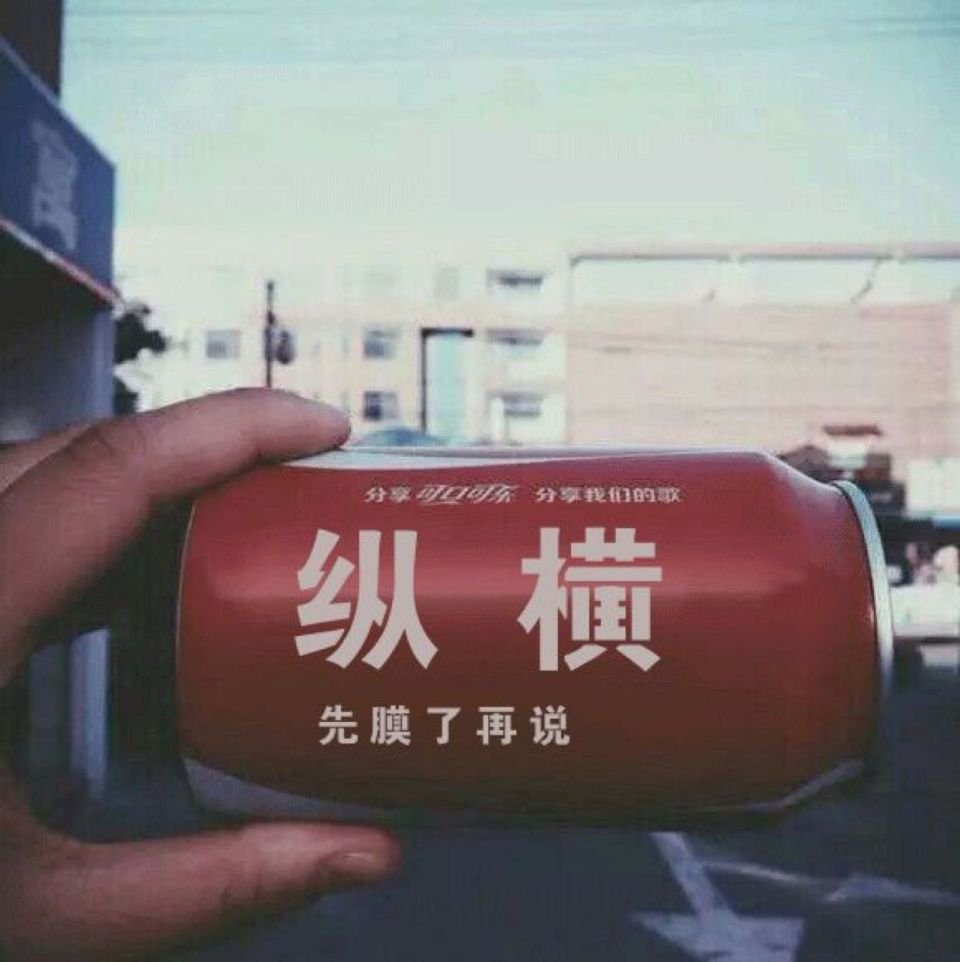 分享 可口可乐 分享我们的歌
纵 横
先膜了再说